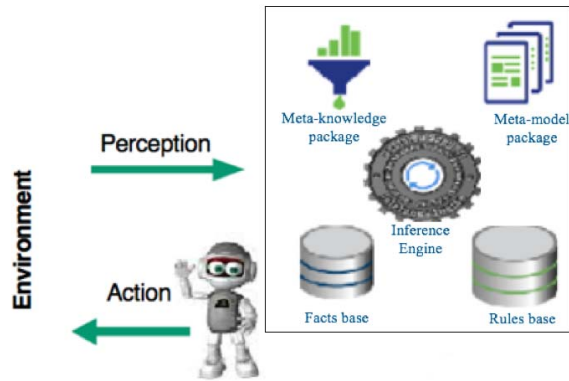 Meta-knowledge
package
Meta-model
package
Perception
Environment
Inference
Engine
Action
Facts base
Rules base